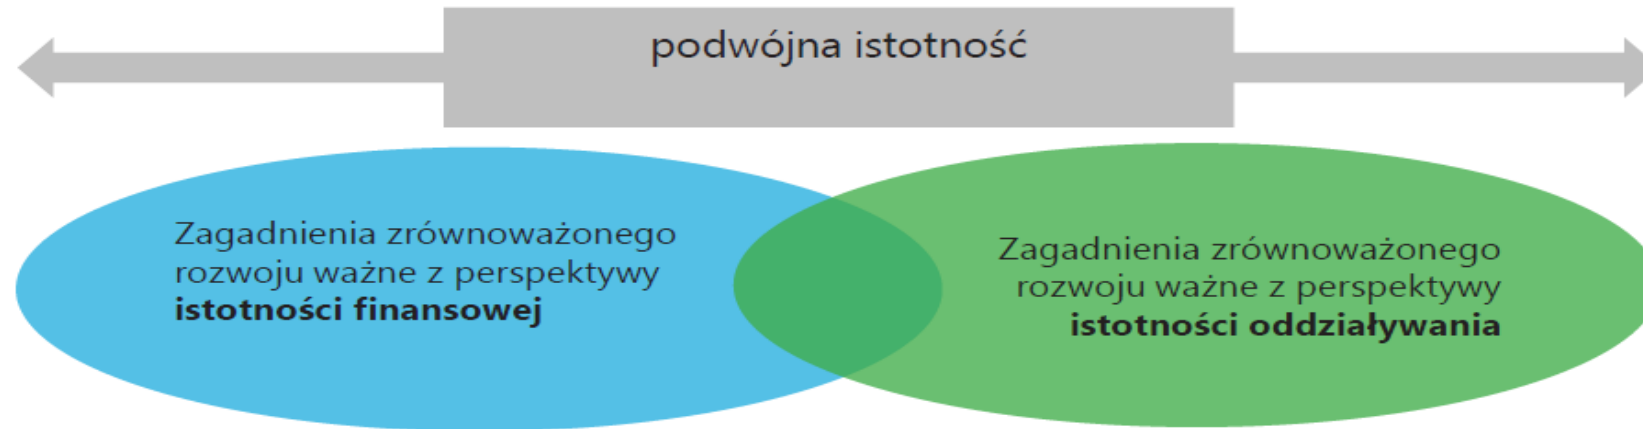 podwójna istotność
Zagadnienia zrównoważonego
rozwoju ważne z perspektywy
istotności finansowej
Zagadnienia zrównoważonego
rozwoju ważne z perspektywy
istotności oddziaływania